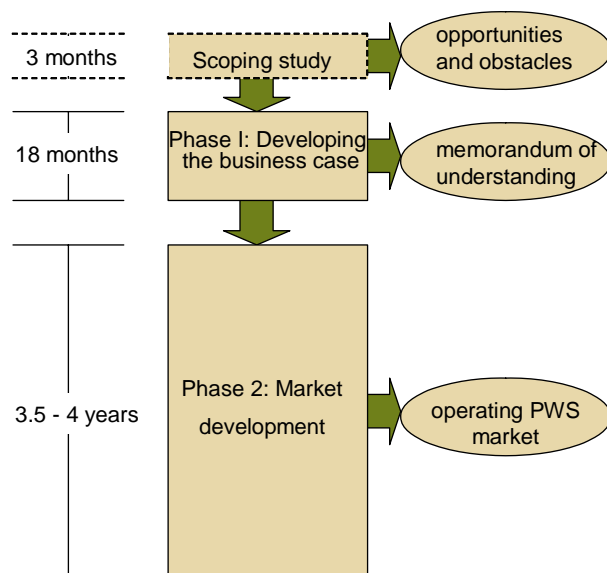 3 months
Scoping study
opportunities
and obstacles
18 months
Phase I: Developing
the business case
memorandum of
understanding
3.5 - 4 years
Phase 2: Market
development
operating PWS
market